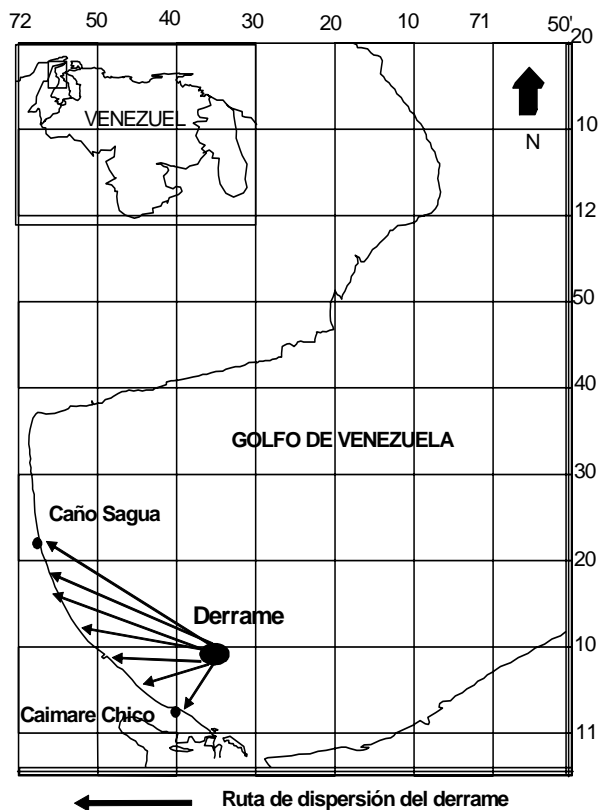 72 50 40 30 20 10 71 50'
20
VENEZUEL
10
N
12
50
40
GOLFO DE VENEZUELA
30
Caño Sagua
20
Derrame
10
Caimare Chico
11
Ruta de dispersión del derrame